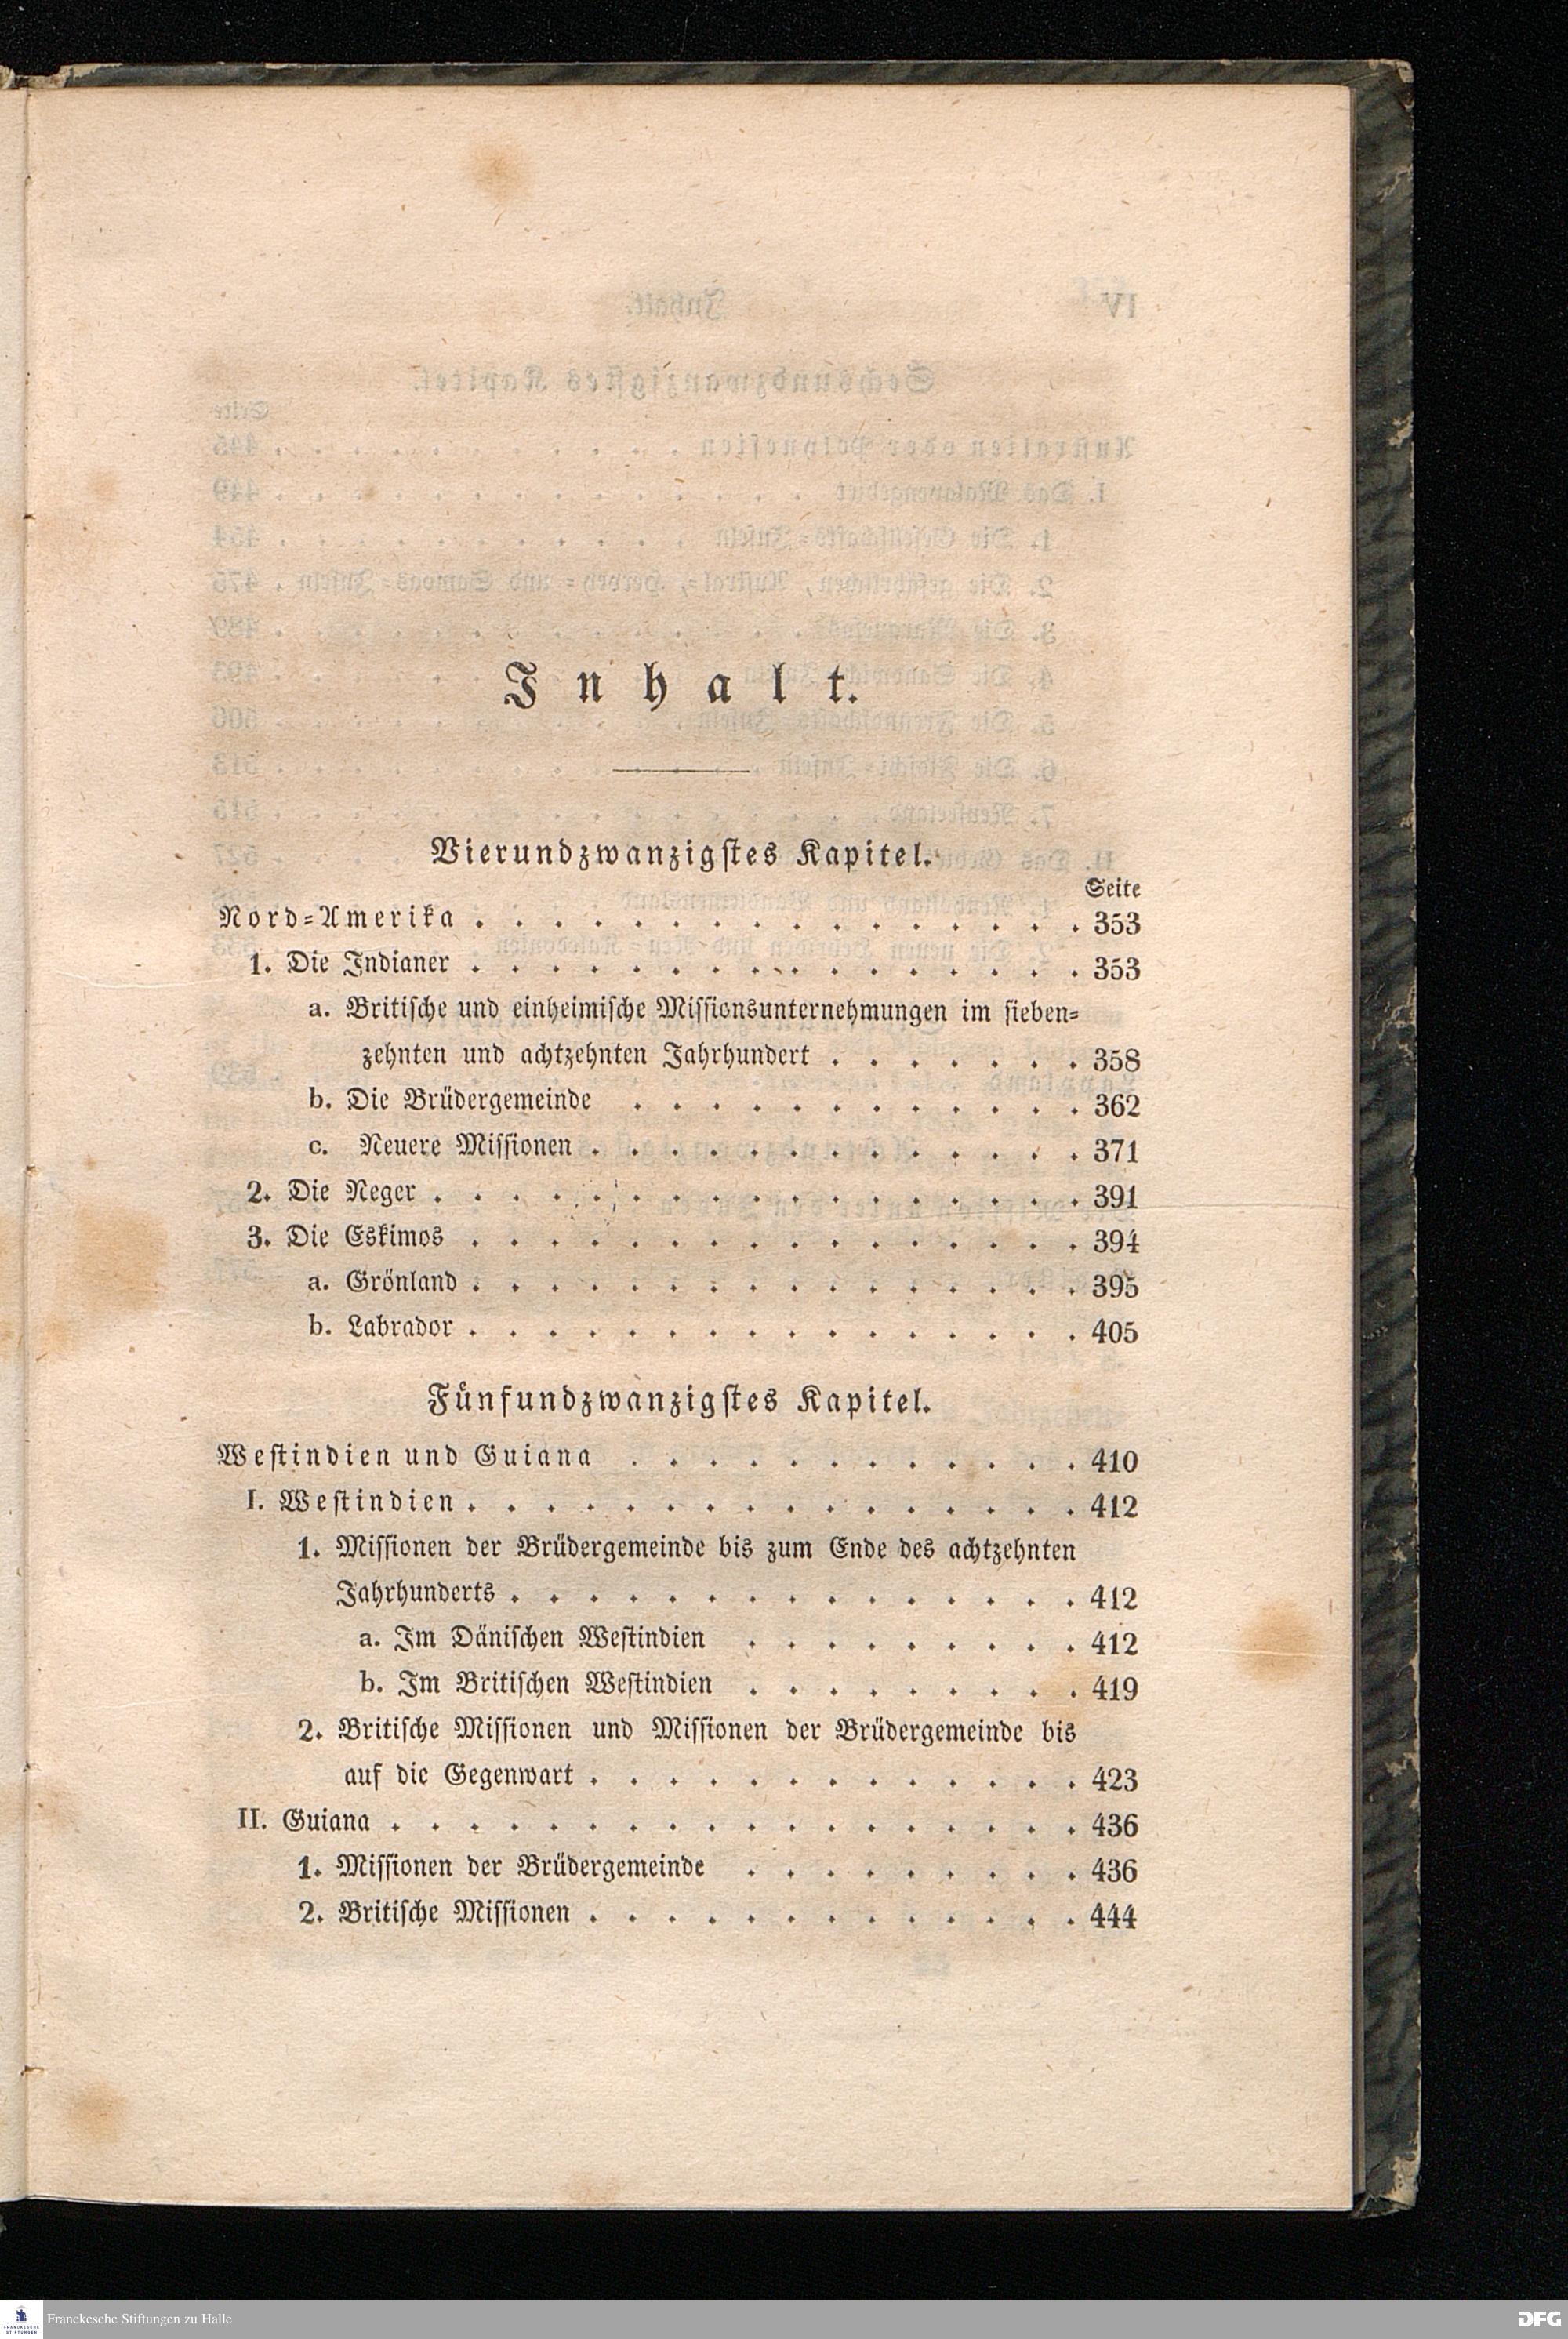 Inhalt.
Vierundzwanzigstes Kapitel.
Seite
Nord-Amerika . . . . . . . . . . . . . . . . 353
1. Die Indianer . . . . . . . . . . . . . . . . 353
a. Britische und einheimische Missionsunternehmungen im sieben-
zehnten und achtzehnten Jahrhundert . . . . . . . 358
b. Die Brüdergemeinde . . . . . . . . . . . . 362
c. Neuere Missionen . . . . . . . . . . . . . 371
2. Die Neger . . . . . . . . . . . . . . . . . 391
3. Die Eskimos . . . . . . . . . . . . . . . . 394
a. Grönland . . . . . . . . . . . . . . . . 395
b. Labrador . . . . . . . . . . . . . . . . 405
Fünfundzwanzigstes Kapitel.
Westindien und Guiana . . . . . . . . . . . . 410
I. Westindien . . . . . . . . . . . . . . . . 412
1. Missionen der Brüdergemeinde bis zum Ende des achtzehnten
Jahrhunderts . . . . . . . . . . . . . . . 412
a. Im Dänischen Westindien . . . . . . . . . 412
b. Im Britischen Westindien . . . . . . . . . 419
2. Britische Missionen und Missionen der Brüdergemeinde bis
auf die Gegenwart . . . . . . . . . . . . . 423
II. Guiana . . . . . . . . . . . . . . . . . . 436
1. Missionen der Brüdergemeinde . . . . . . . . . 436
2. Britische Missionen . . . . . . . . . . . . . 444
FRANCKESCHE STIFTUNGEN
Franckesche Stiftungen zu Halle
DFG